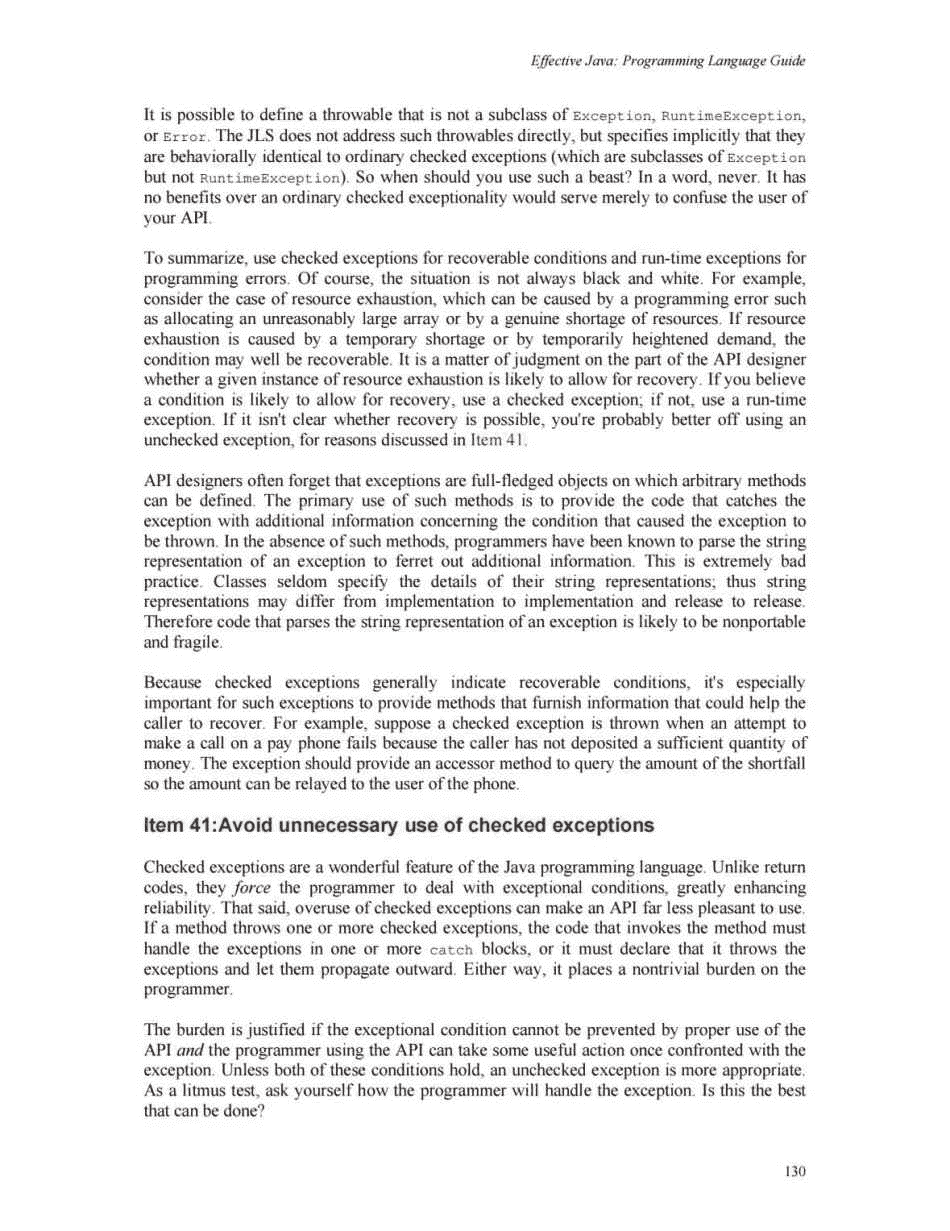 Effective Java: Programming Language Guide
It is possible to define a throwable that is not a subclass of Exception, RuntimeException,
or Error. The JLS does not address such throwables directly, but specifies implicitly that they
are behaviorally identical to ordinary checked exceptions (which are subclasses of Exception
but not RuntimeException). So when should you use such a beast? In a word, never. It has
no benefits over an ordinary checked exceptionality would serve merely to confuse the user of
your API.
To summarize, use checked exceptions for recoverable conditions and run-time exceptions for
programming errors. Of course, the situation is not always black and white. For example,
consider the case of resource exhaustion, which can be caused by a programming error such
as allocating an unreasonably large array or by a genuine shortage of resources. If resource
exhaustion is caused by a temporary shortage or by temporarily heightened demand, the
condition may well be recoverable. It is a matter of judgment on the part of the API designer
whether a given instance of resource exhaustion is likely to allow for recovery. If you believe
a condition is likely to allow for recovery, use a checked exception; if not, use a run-time
exception. If it isn't clear whether recovery is possible, you're probably better off using an
unchecked exception, for reasons discussed in Item 41.
API designers often forget that exceptions are full-fledged objects on which arbitrary methods
can be defined. The primary use of such methods is to provide the code that catches the
exception with additional information concerning the condition that caused the exception to
be thrown. In the absence of such methods, programmers have been known to parse the string
representation of an exception to ferret out additional information. This is extremely bad
practice. Classes seldom specify the details of their string representations; thus string
representations may differ from implementation to implementation and release to release.
Therefore code that parses the string representation of an exception is likely to be nonportable
and fragile.
Because checked exceptions generally indicate recoverable conditions, it's especially
important for such exceptions to provide methods that furnish information that could help the
caller to recover. For example, suppose a checked exception is thrown when an attempt to
make a call on a pay phone fails because the caller has not deposited a sufficient quantity of
money. The exception should provide an accessor method to query the amount of the shortfall
so the amount can be relayed to the user of the phone.
Item 41:Avoid unnecessary use of checked exceptions
Checked exceptions are a wonderful feature of the Java programming language. Unlike return
codes, they force the programmer to deal with exceptional conditions, greatly enhancing
reliability. That said, overuse of checked exceptions can make an API far less pleasant to use.
If a method throws one or more checked exceptions, the code that invokes the method must
handle the exceptions in one or more catch blocks, or it must declare that it throws the
exceptions and let them propagate outward. Either way, it places a nontrivial burden on the
programmer.
The burden is justified if the exceptional condition cannot be prevented by proper use of the
API and the programmer using the API can take some useful action once confronted with the
exception. Unless both of these conditions hold, an unchecked exception is more appropriate.
As a litmus test, ask yourself how the programmer will handle the exception. Is this the best
that can be done?
130